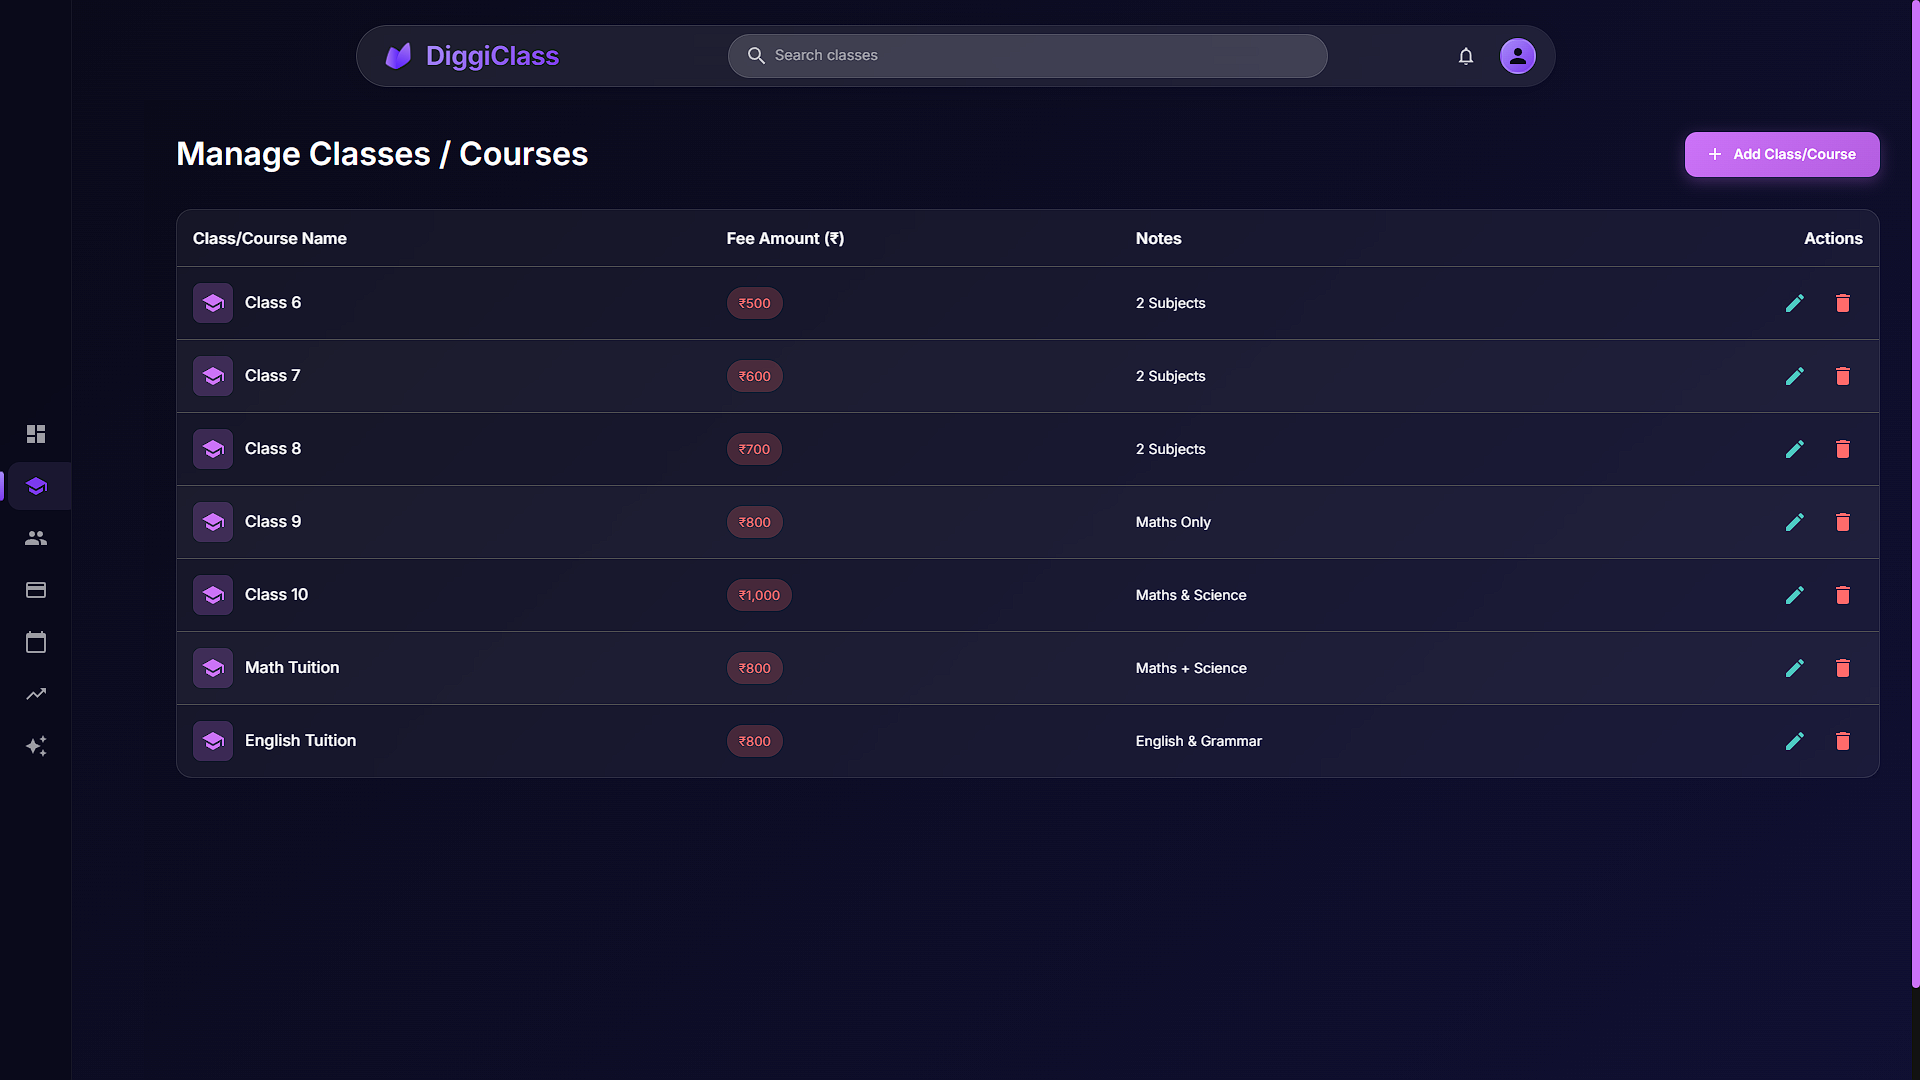 DiggiClass
Search classes
Manage Classes / Courses
Add Class/Course
Class/Course Name Fee Amount (₹) Notes Actions
Class 6 ₹500 2 Subjects
Class 7 ₹600 2 Subjects
Class 8 ₹700 2 Subjects
Class 9 ₹800 Maths Only
Class 10 ₹1,000 Maths & Science
Math Tuition ₹800 Maths + Science
English Tuition ₹800 English & Grammar